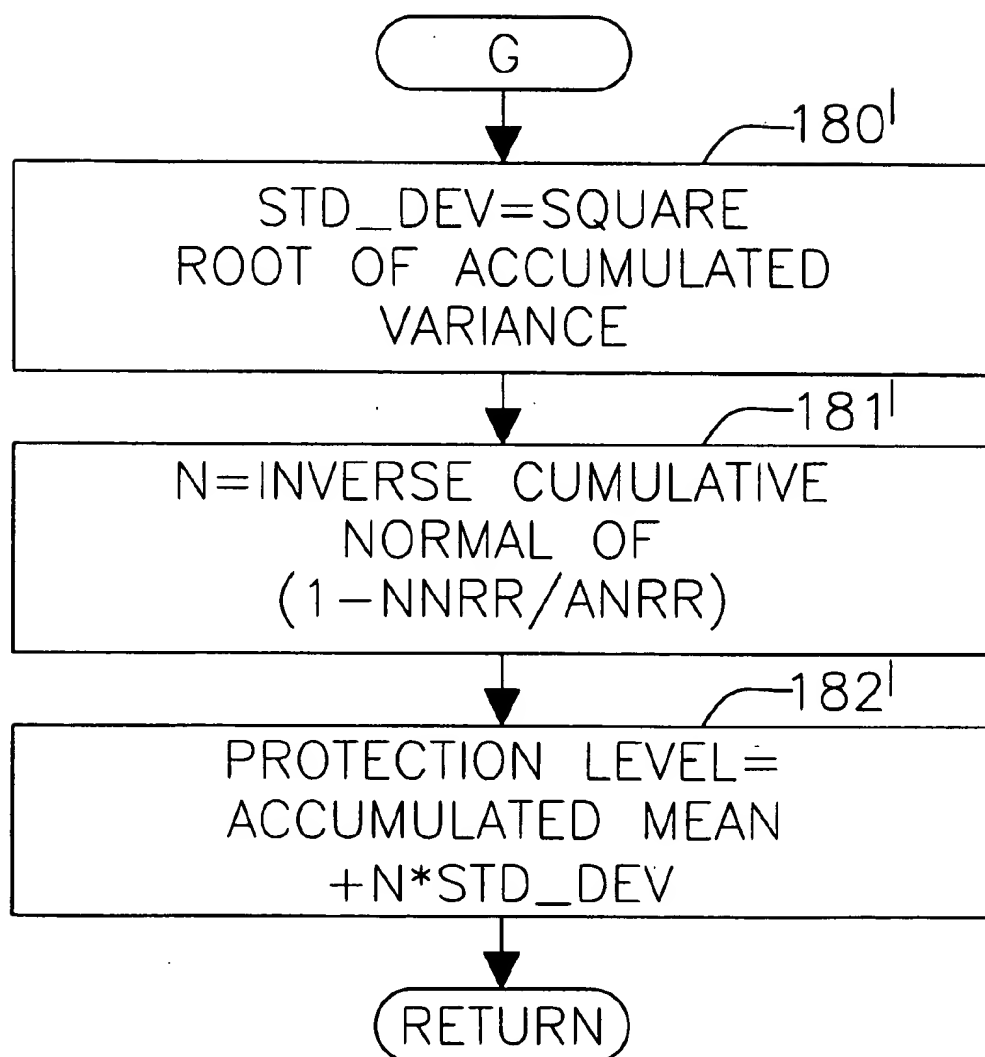 G
180'
STD_DEV=SQUARE
ROOT OF ACCUMULATED
VARIANCE
181'
N=INVERSE CUMULATIVE
NORMAL OF
(1-NNRR/ANRR)
182'
PROTECTION LEVEL=
ACCUMULATED MEAN
+N*STD_DEV
RETURN